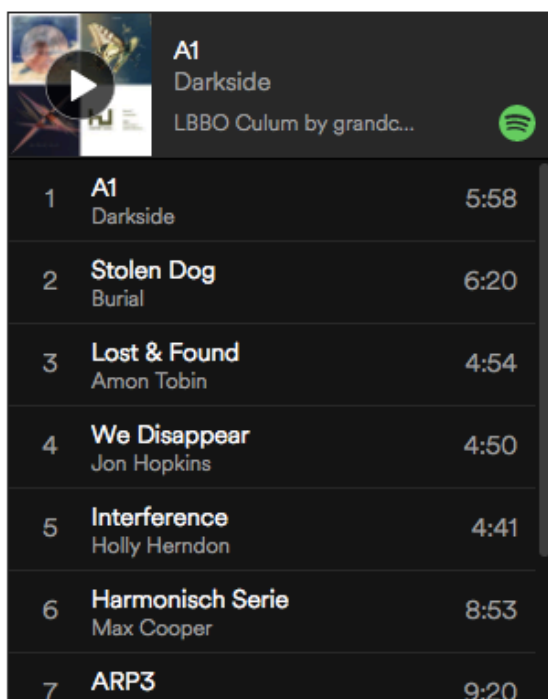 A1
Darkside
LBBO Culum by grandc...
1 A1 5:58
Darkside
2 Stolen Dog 6:20
Burial
3 Lost & Found 4:54
Amon Tobin
4 We Disappear 4:50
Jon Hopkins
5 Interference 4:41
Holly Herndon
6 Harmonisch Serie 8:53
Max Cooper
7 ARP3 9:20